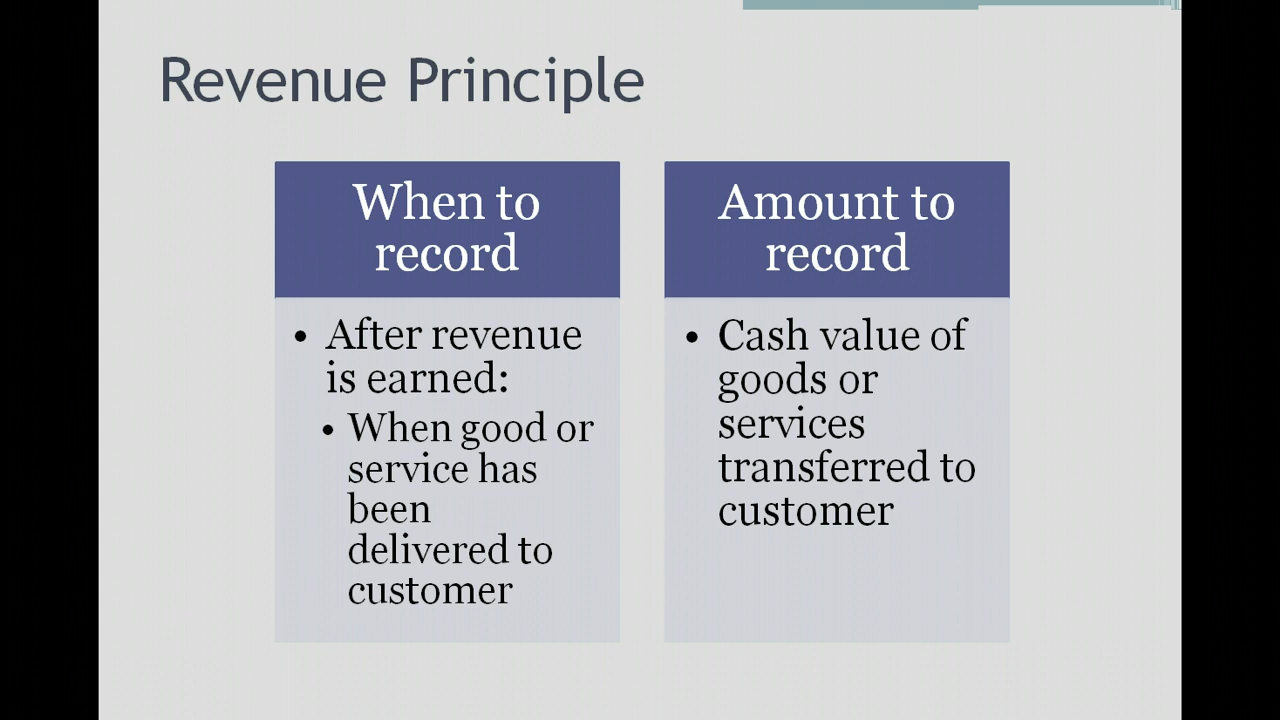 Revenue Principle
When to
record
• After revenue
is earned:
• When good or
service has
been
delivered to
customer
Amount to
record
• Cash value of
goods or
services
transferred to
customer